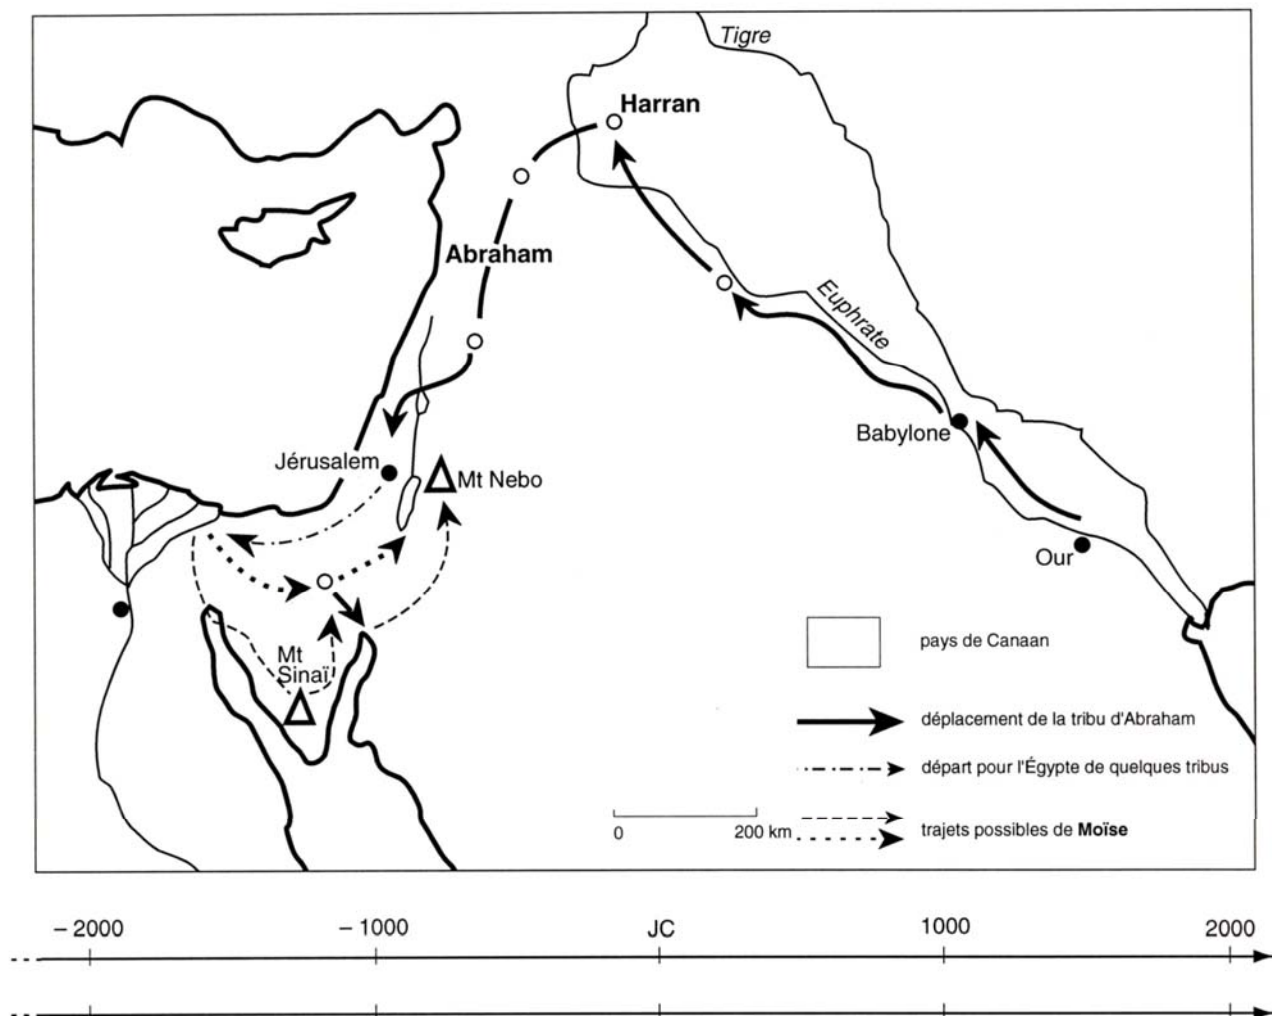 Tigre
Harran
Abraham
Euphrate
Babylone
Jérusalem
Mt Nebo
Our
Mt
Sinaï
pays de Canaan
déplacement de la tribu d'Abraham
départ pour l'Égypte de quelques tribus
0 200 km
trajets possibles de Moïse
– 2000 – 1000 JC 1000 2000